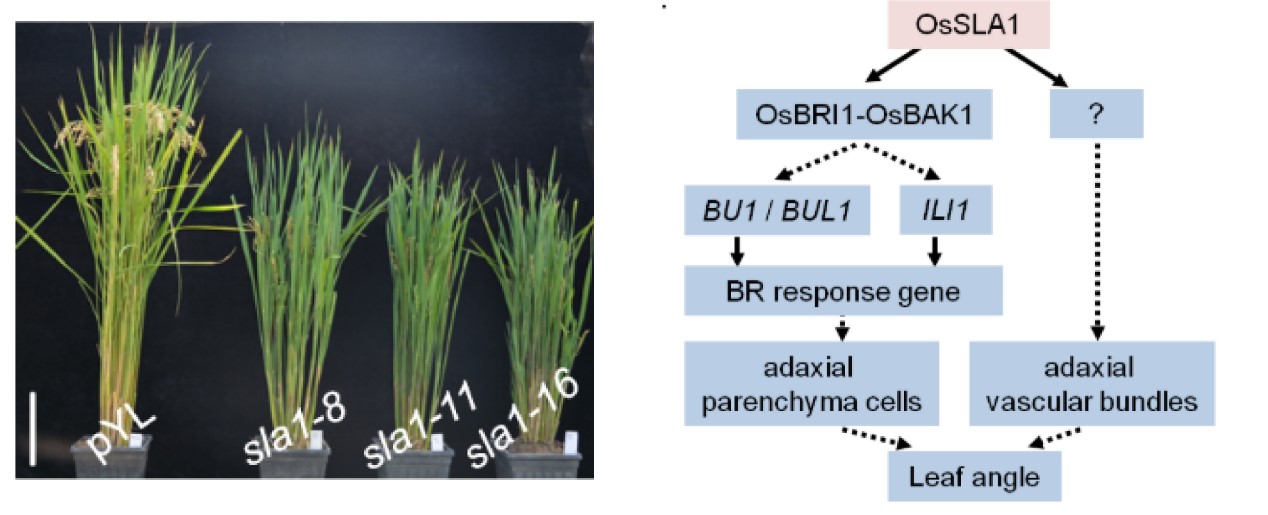 pYL
sla1-8
sla1-11
sla1-16
OsSLA1
OsBRI1-OsBAK1
?
BU1 / BUL1
ILI1
BR response gene
adaxial
parenchyma cells
adaxial
vascular bundles
Leaf angle